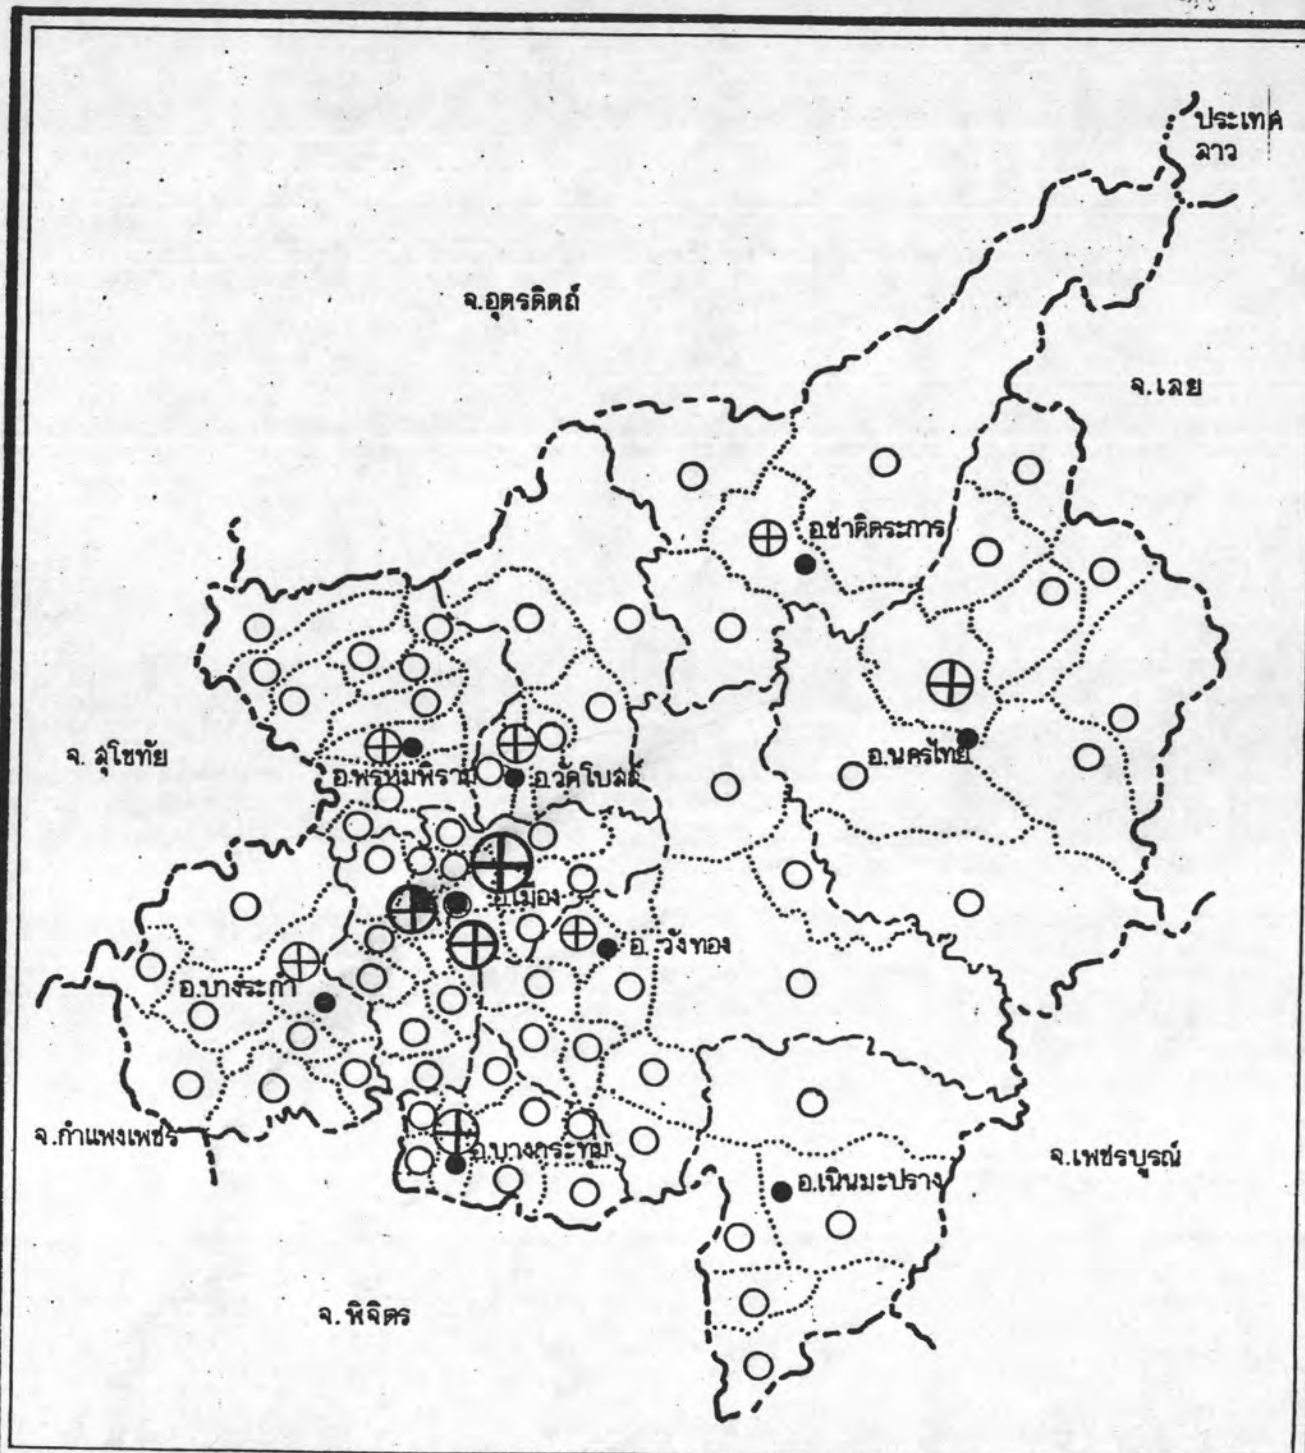 ประเทศ
ลาว
จ.อุตรดิตถ์
จ.เลย
อ.ชาติตระการ
จ. สุโขทัย
อ.พรหมพิราม
อ.วัดโบสถ์
อ.นครไทย
อ.เมือง
อ. วังทอง
อ.บางระกำ
จ.กำแพงเพชร
อ.บางกระทุ่ม
จ.เพชรบูรณ์
อ.เนินมะปราง
จ.พิจิตร